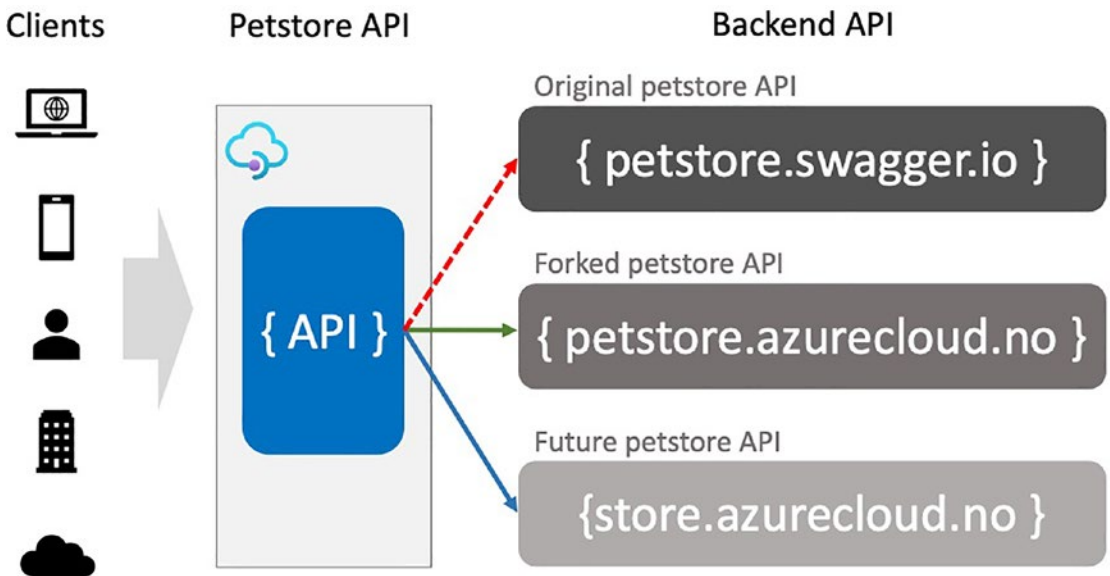 Clients
Petstore API
Backend API
Original petstore API
{ petstore.swagger.io }
{ API }
Forked petstore API
{ petstore.azurecloud.no }
Future petstore API
{store.azurecloud.no }